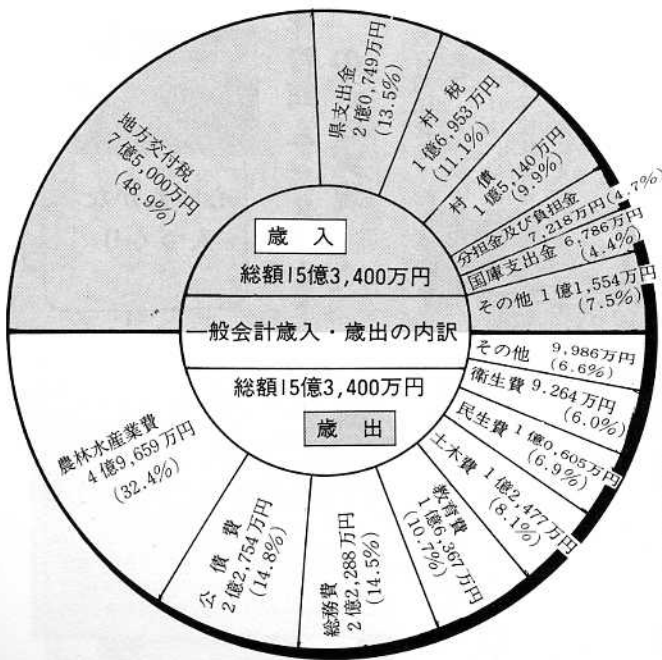 地方交付税
7億5,000万円
(48.9%)
県支出金
2億0,749万円
(13.5%)
村税
1億6,953万円
(11.1%)
村債
1億5,140万円
(9.9%)
分担金及び負担金
7,218万円(4.7%)
国庫支出金 6,786万円
(4.4%)
その他 1億1,554万円
(7.5%)
歳入
総額15億3,400万円
一般会計歳入・歳出の内訳
総額15億3,400万円
歳出
その他 9,986万円
(6.6%)
衛生費 9.264万円
(6.0%)
民生費 1億0,605万円
(6.9%)
土木費 1億2,477万円
(8.1%)
教育費
1億6,367万円
(10.7%)
総務費
2億2,288万円
(14.5%)
公債費
2億2,754万円
(14.8%)
農林水産業費
4億9,659万円
(32.4%)